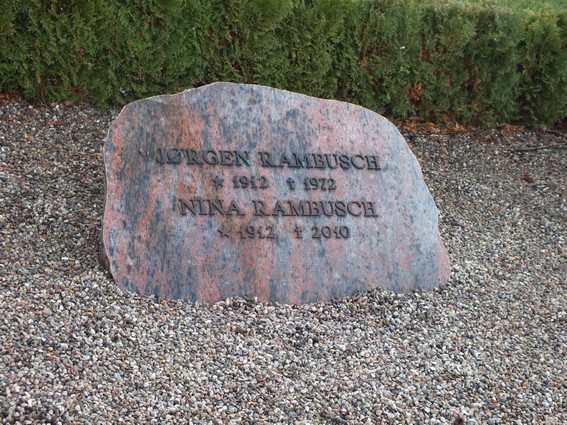 JØRGEN RAMBUSCH
* 1912 † 1972
NINA RAMBUSCH
* 1912 † 2010